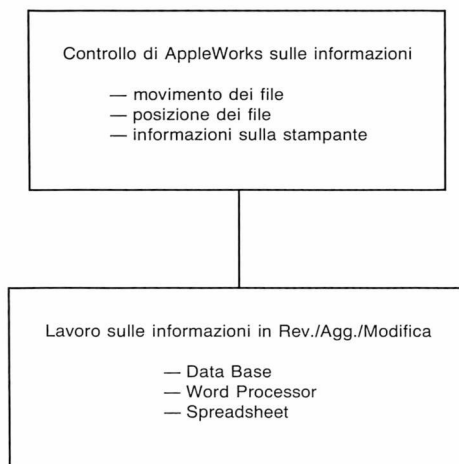 Controllo di AppleWorks sulle informazioni
— movimento dei file
— posizione dei file
— informazioni sulla stampante
Lavoro sulle informazioni in Rev./Agg./Modifica
— Data Base
— Word Processor
— Spreadsheet